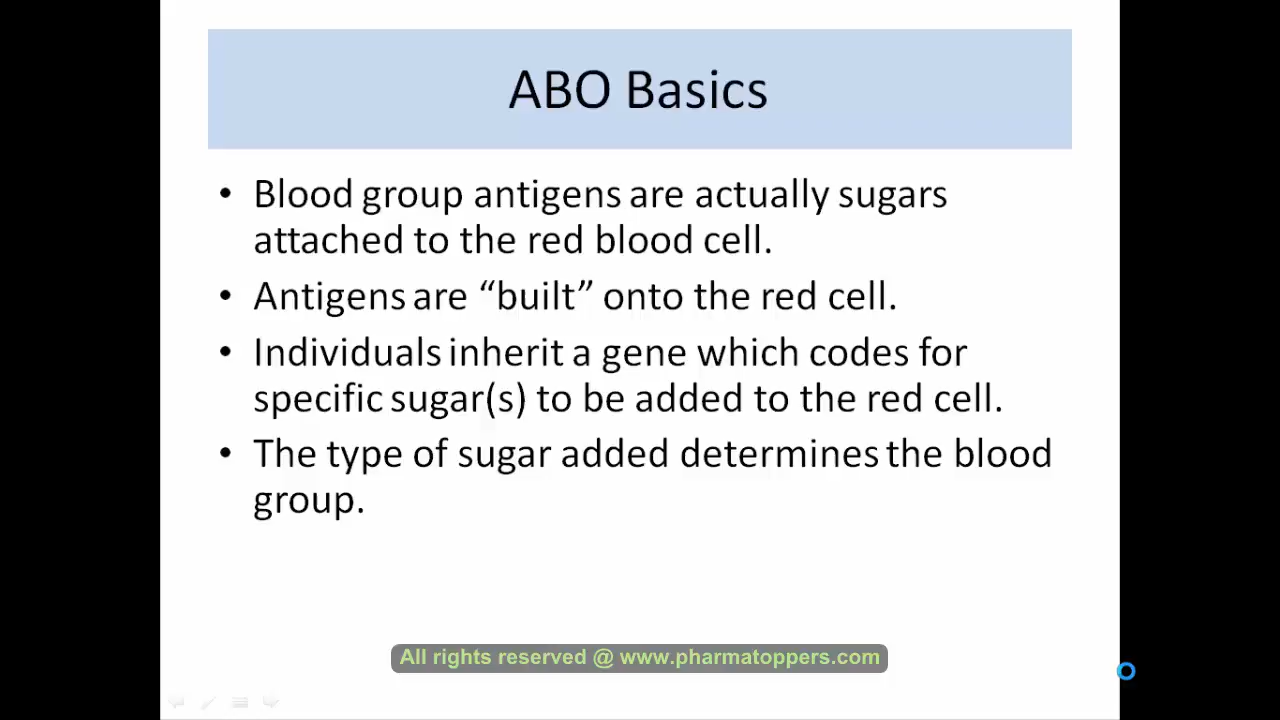 ABO Basics
• Blood group antigens are actually sugars
attached to the red blood cell.
• Antigens are “built” onto the red cell.
• Individuals inherit a gene which codes for
specific sugar(s) to be added to the red cell.
• The type of sugar added determines the blood
group.
All rights reserved @ www.pharmatoppers.com